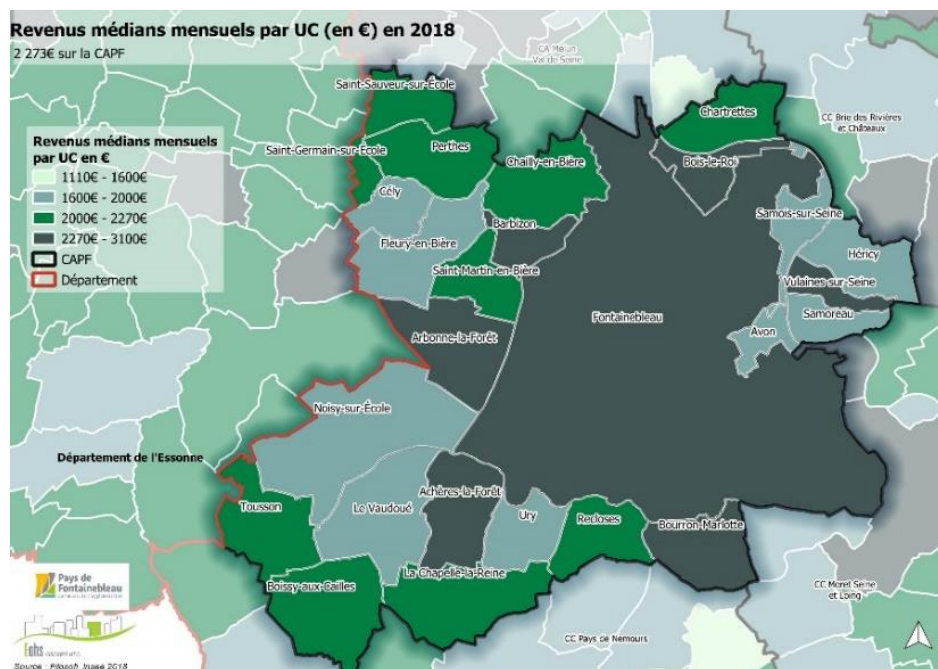 Revenus médians mensuels par UC (en €) en 2018
2 273€ sur la CAPF
CA Melun
Val de Seine
Saint-Sauveur-sur-École
Chartrettes
CC Brie des Rivières
et Châteaux
Revenus médians mensuels
par UC en €
1110€ - 1600€
1600€ - 2000€
2000€ - 2270€
2270€ - 3100€
CAPF
Département
Saint-Germain-sur-École
Perthes
Chailly-en-Bière
Bois-le-Roi
Cély
Barbizon
Samois-sur-Seine
Fleury-en-Bière
Héricy
Saint-Martin-en-Bière
Vulaines-sur-Seine
Fontainebleau
Samoreau
Arbonne-la-Forêt
Avon
Noisy-sur-École
Département de l'Essonne
Achères-la-Forêt
Tousson
Le Vaudoué
Ury
Recloses
Bourron-Marlotte
La Chapelle-la-Reine
Boissy-aux-Cailles
Pays de
Fontainebleau
CC Moret Seine
et Loing
CC Pays de Nemours
Source : Filosofi, Insee 2018